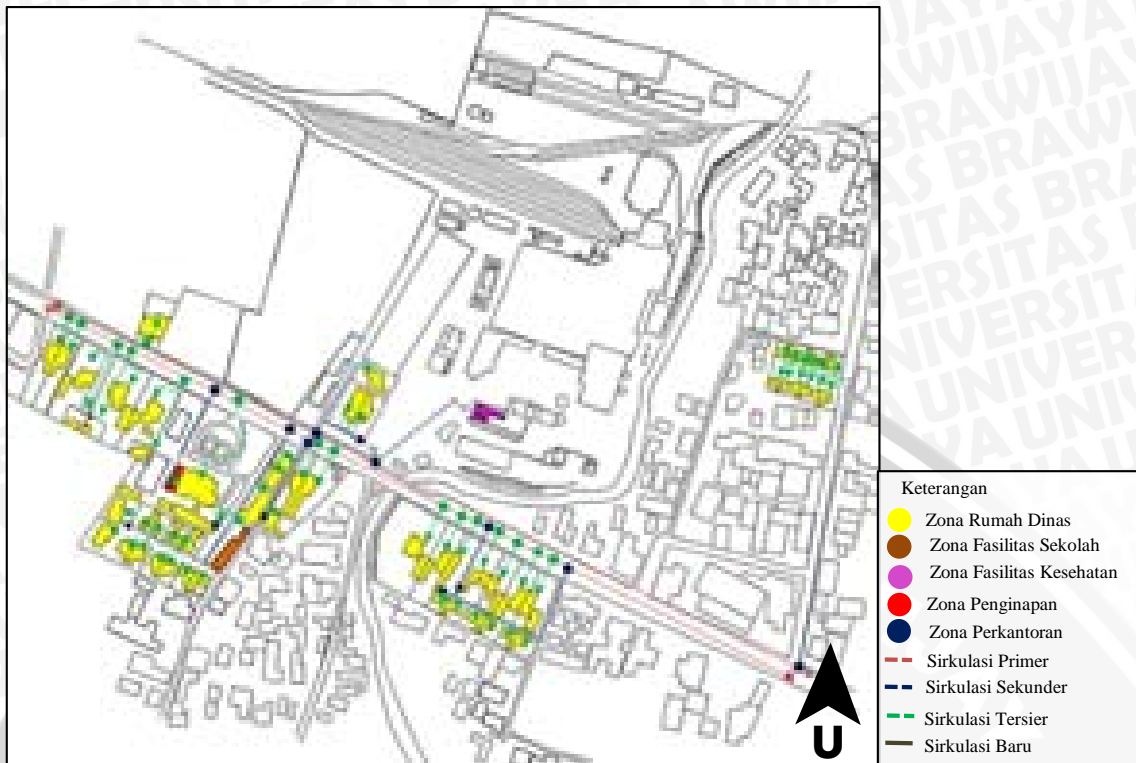 U
Keterangan
Zona Rumah Dinas
Zona Fasilitas Sekolah
Zona Fasilitas Kesehatan
Zona Penginapan
Zona Perkantoran
Sirkulasi Primer
Sirkulasi Sekunder
Sirkulasi Tersier
Sirkulasi Baru